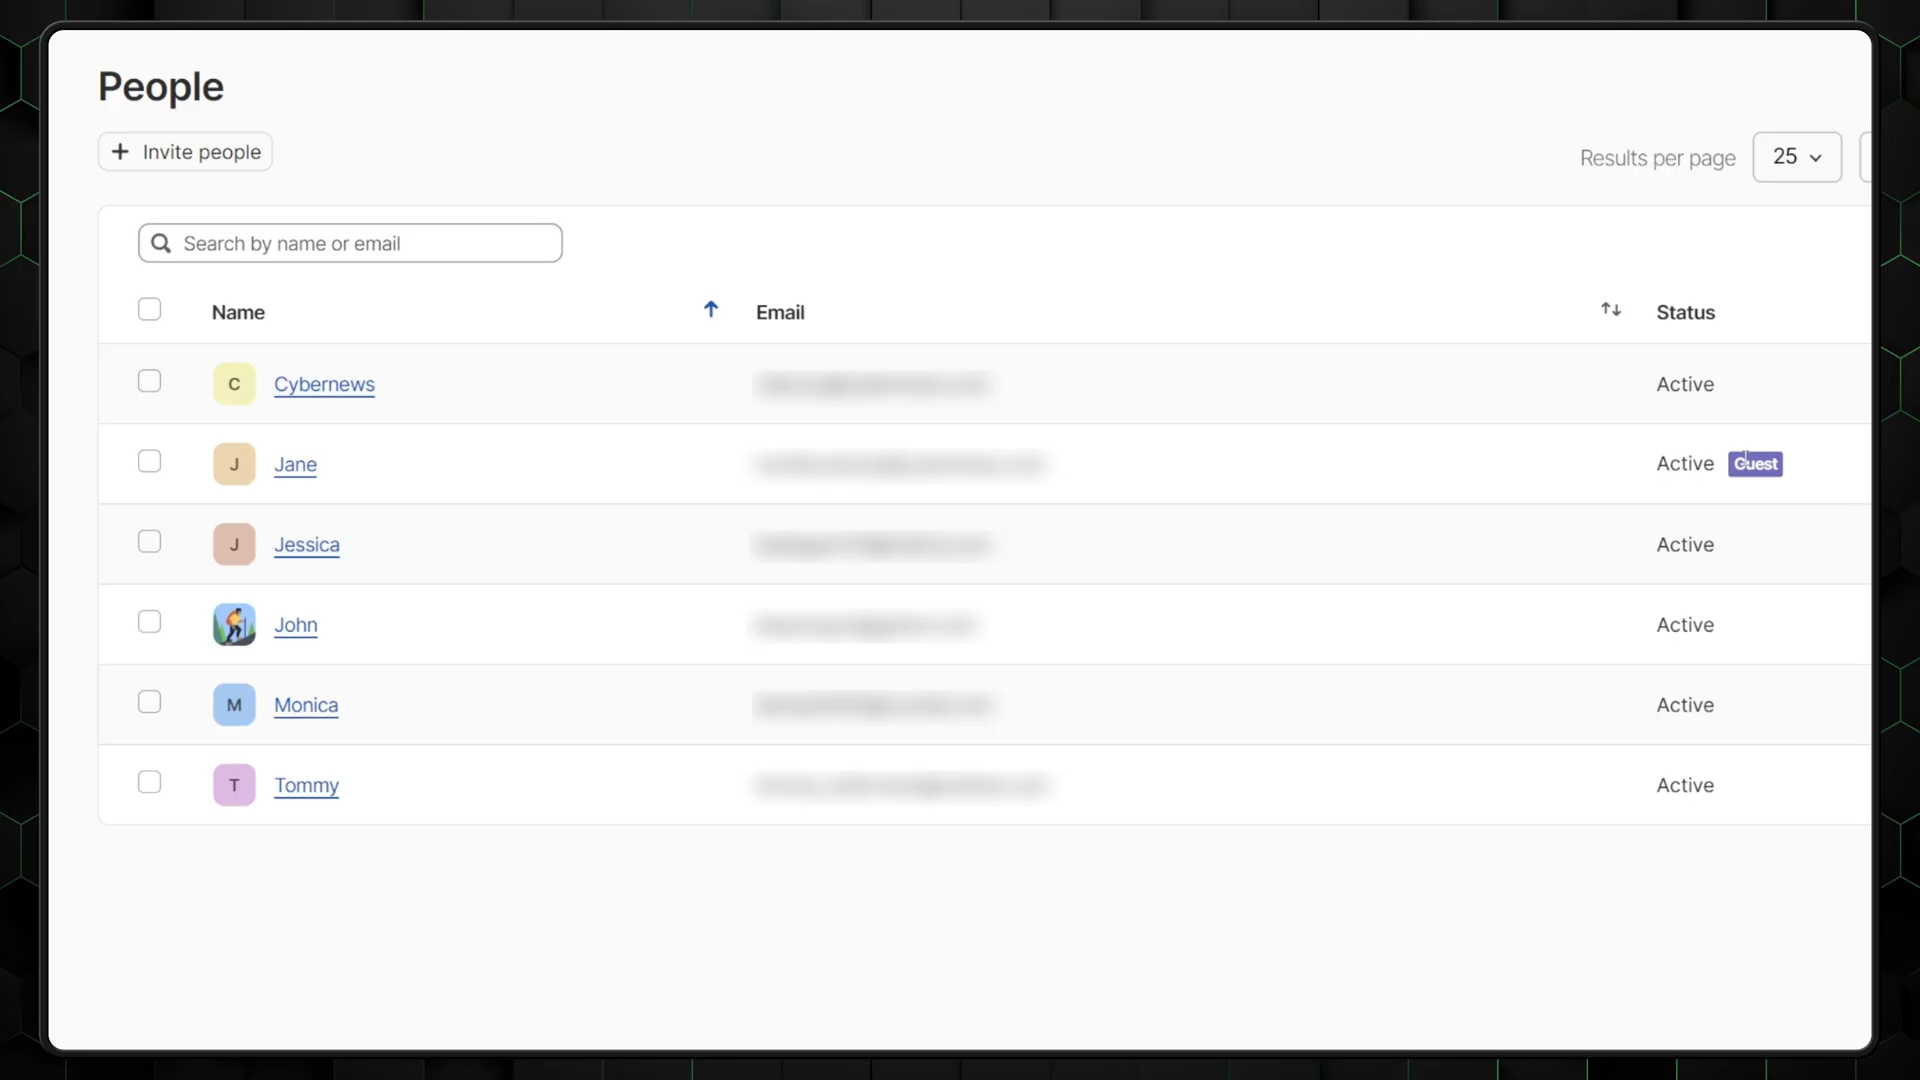 People
+ Invite people
Results per page 25
Search by name or email
Name Email Status
C Cybernews Active
J Jane Active Guest
J Jessica Active
John Active
M Monica Active
T Tommy Active